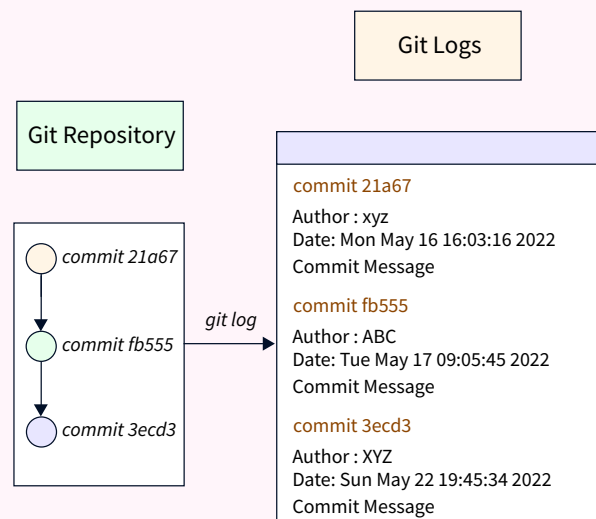 Git Logs
Git Repository
commit 21a67
commit fb555
commit 3ecd3
git log
commit 21a67
Author : xyz
Date: Mon May 16 16:03:16 2022
Commit Message
commit fb555
Author : ABC
Date: Tue May 17 09:05:45 2022
Commit Message
commit 3ecd3
Author : XYZ
Date: Sun May 22 19:45:34 2022
Commit Message